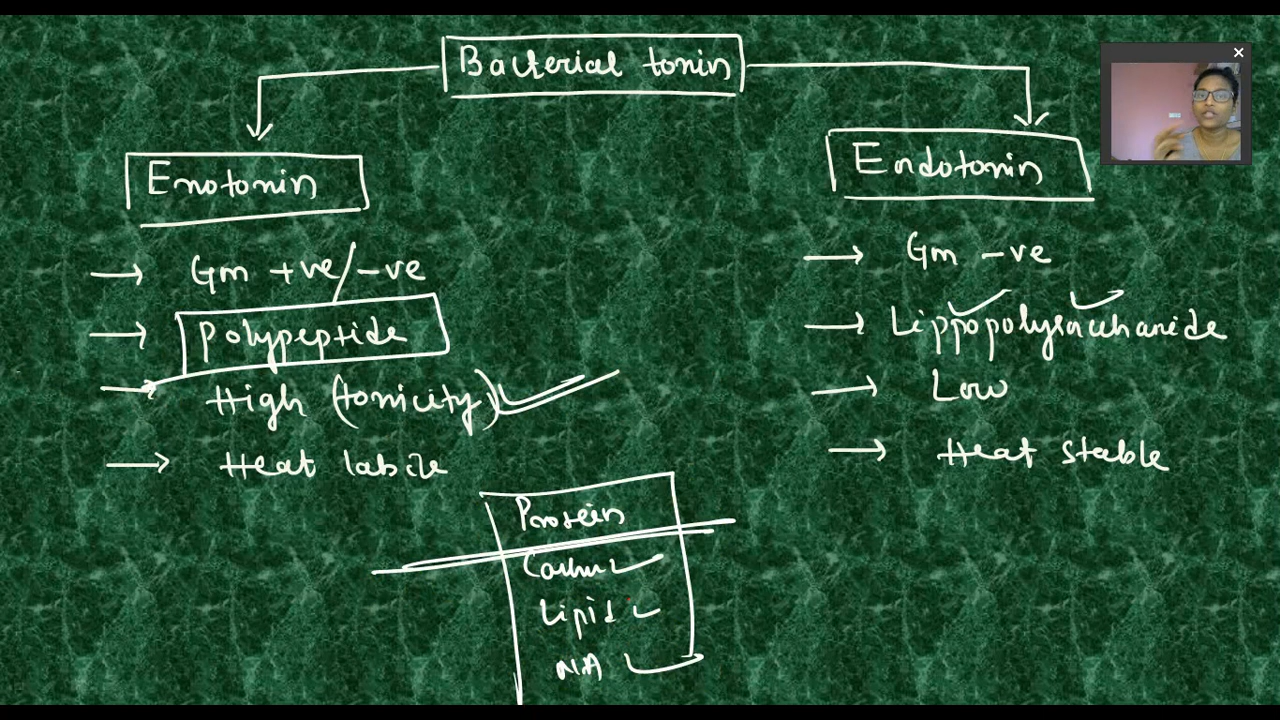 Bacterial toxin
Exotoxin
Gm +ve/-ve
Polypeptide
High (toxicity)
Heat labile
Endotoxin
Gm -ve
Lippopolysaccharide
Low
Heat stable
Protein
Lipid
NA